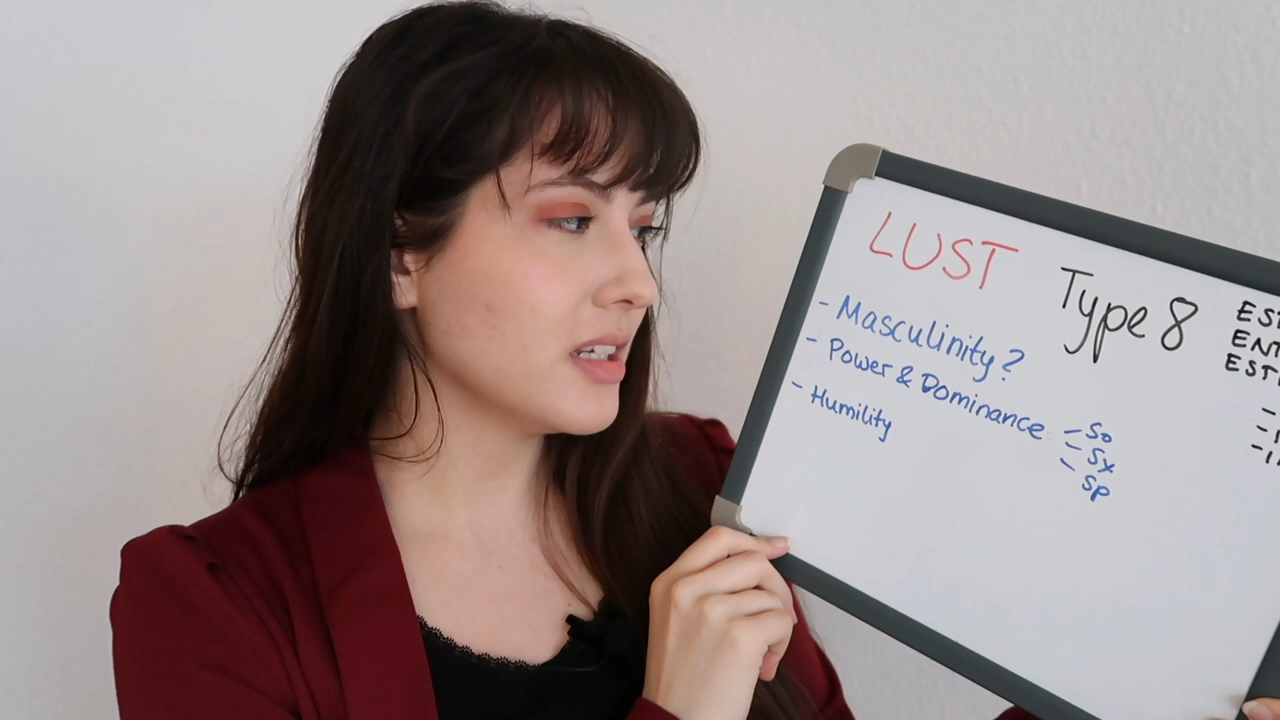 LUST Type 8
- Masculinity?
- Power & Dominance
- So
- Sx
- Sp
- Humility